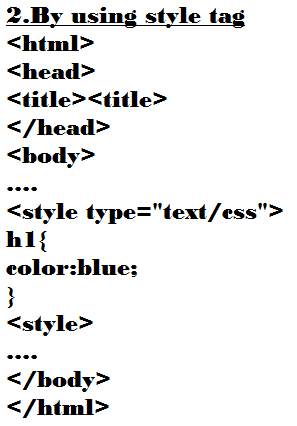 2.By using style tag
<html>
<head>
<title><title>
</head>
<body>
....
<style type="text/css">
h1{
color:blue;
}
<style>
....
</body>
</html>